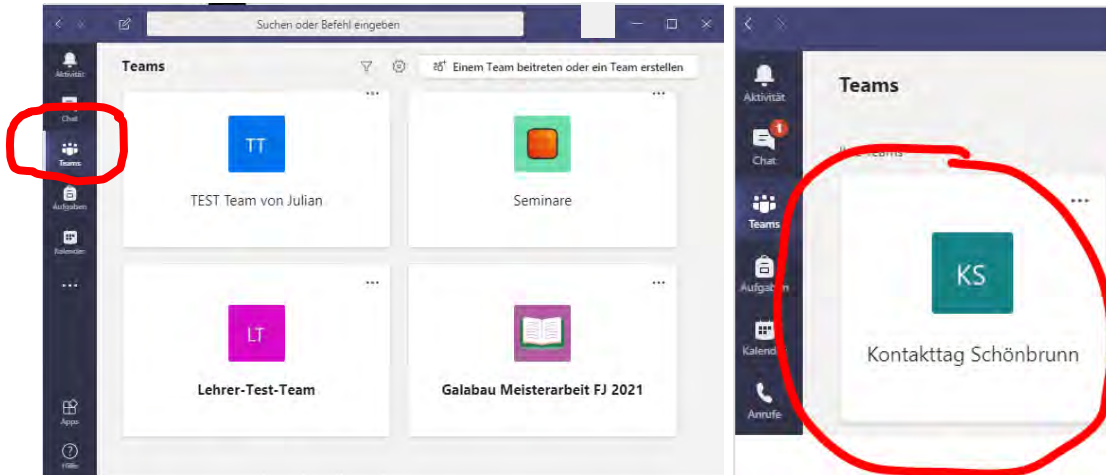 Suchen oder Befehl eingeben
Aktivität
Chat
Teams
Aufgaben
Kalender
Apps
Hilfe
Teams
Einem Team beitreten oder ein Team erstellen
TT
TEST Team von Julian
Seminare
LT
Lehrer-Test-Team
Galabau Meisterarbeit FJ 2021
Aktivität
1
Chat
Teams
Aufgaben
Kalender
Anrufe
Teams
Ihre Teams
KS
Kontakttag Schönbrunn